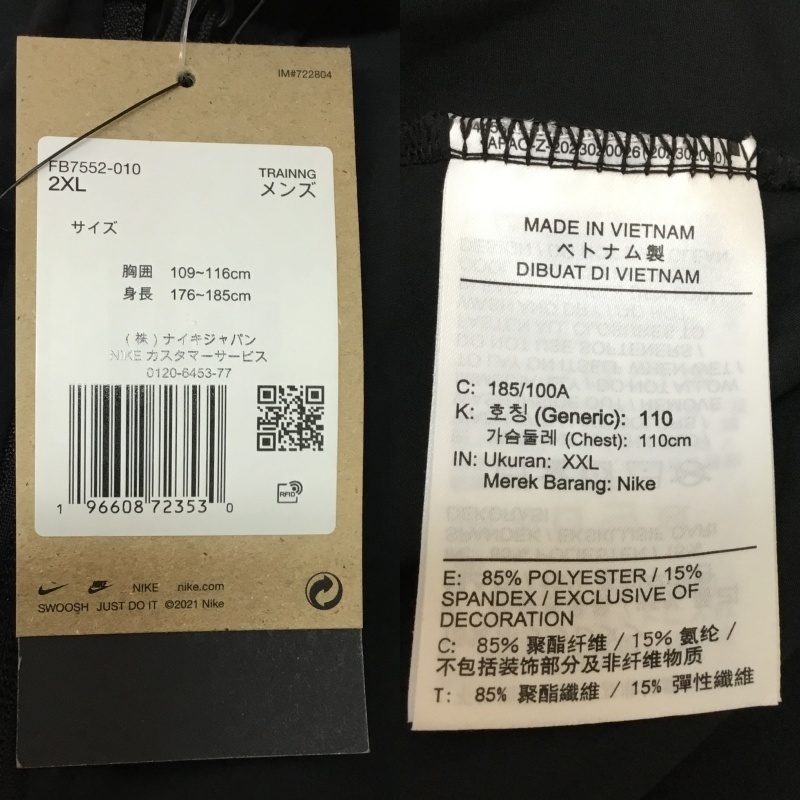 IM#722804
FB7552-010
2XL
TRAINNG
メンズ
サイズ
胸囲 109~116cm
身長 176~185cm
(株)ナイキジャパン
NIKE カスタマーサービス
0120-6453-77
RFID
1 96608 72353 0
NIKE nike.com
SWOOSH JUST DO IT ©2021 Nike
MADE IN VIETNAM
ベトナム製
DIBUAT DI VIETNAM
C: 185/100A
K: 호칭 (Generic): 110
가슴둘레 (Chest): 110cm
IN: Ukuran: XXL
Merek Barang: Nike
E: 85% POLYESTER / 15%
SPANDEX / EXCLUSIVE OF
DECORATION
C: 85% 聚酯纤维 / 15% 氨纶 /
不包括装饰部分及非纤维物质
T: 85% 聚酯纖維 / 15% 彈性纖維